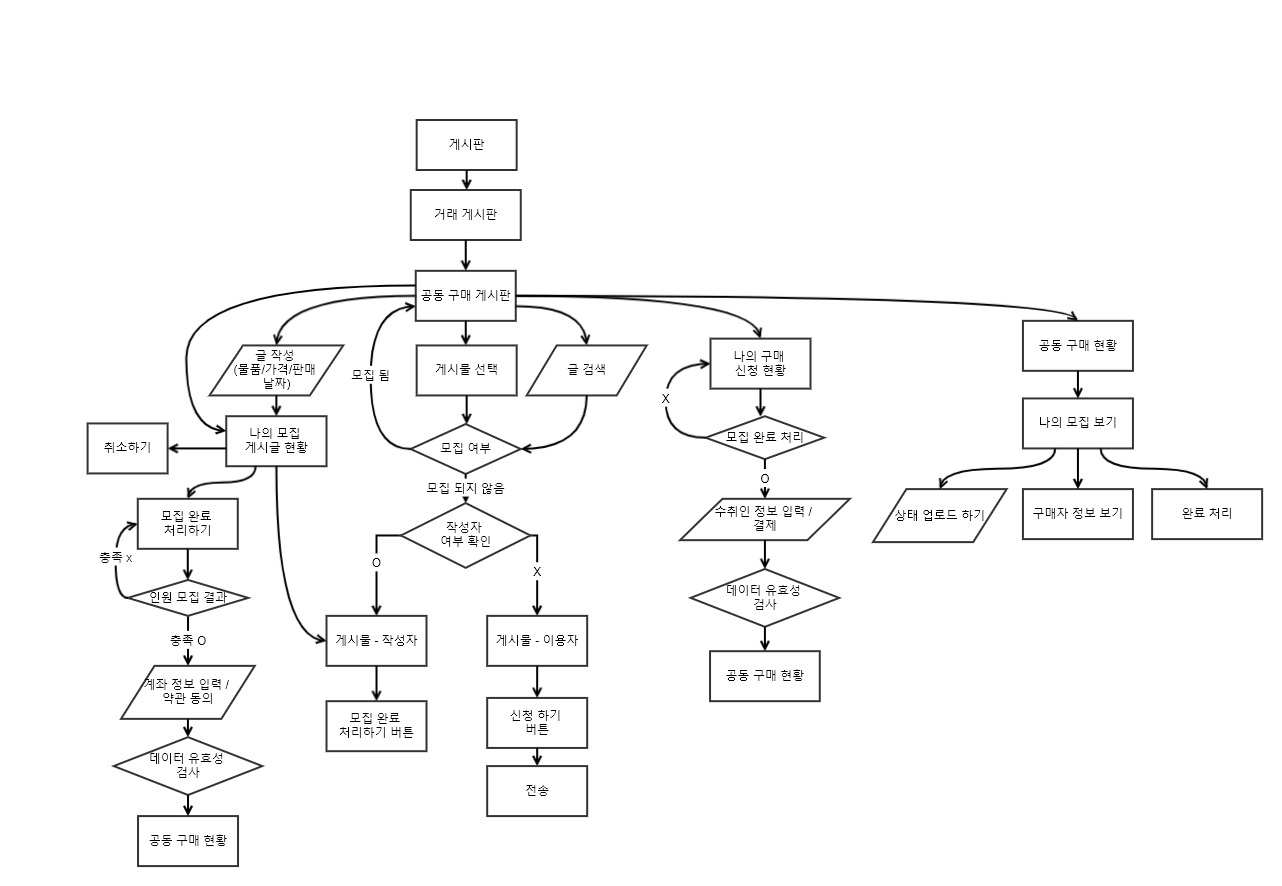 게시판
거래 게시판
공동 구매 게시판
글 작성
(물품/가격/판매
날짜)
모집 됨
게시물 선택
글 검색
나의 구매
신청 현황
공동 구매 현황
X
취소하기
나의 모집
게시글 현황
모집 여부
모집 완료 처리
나의 모집 보기
모집 되지 않음
O
모집 완료
처리하기
작성자
여부 확인
수취인 정보 입력 /
결제
상태 업로드 하기
구매자 정보 보기
완료 처리
충족 x
O
X
인원 모집 결과
데이터 유효성
검사
충족 O
게시물 - 작성자
게시물 - 이용자
공동 구매 현황
계좌 정보 입력 /
약관 동의
모집 완료
처리하기 버튼
신청 하기
버튼
데이터 유효성
검사
전송
공동 구매 현황